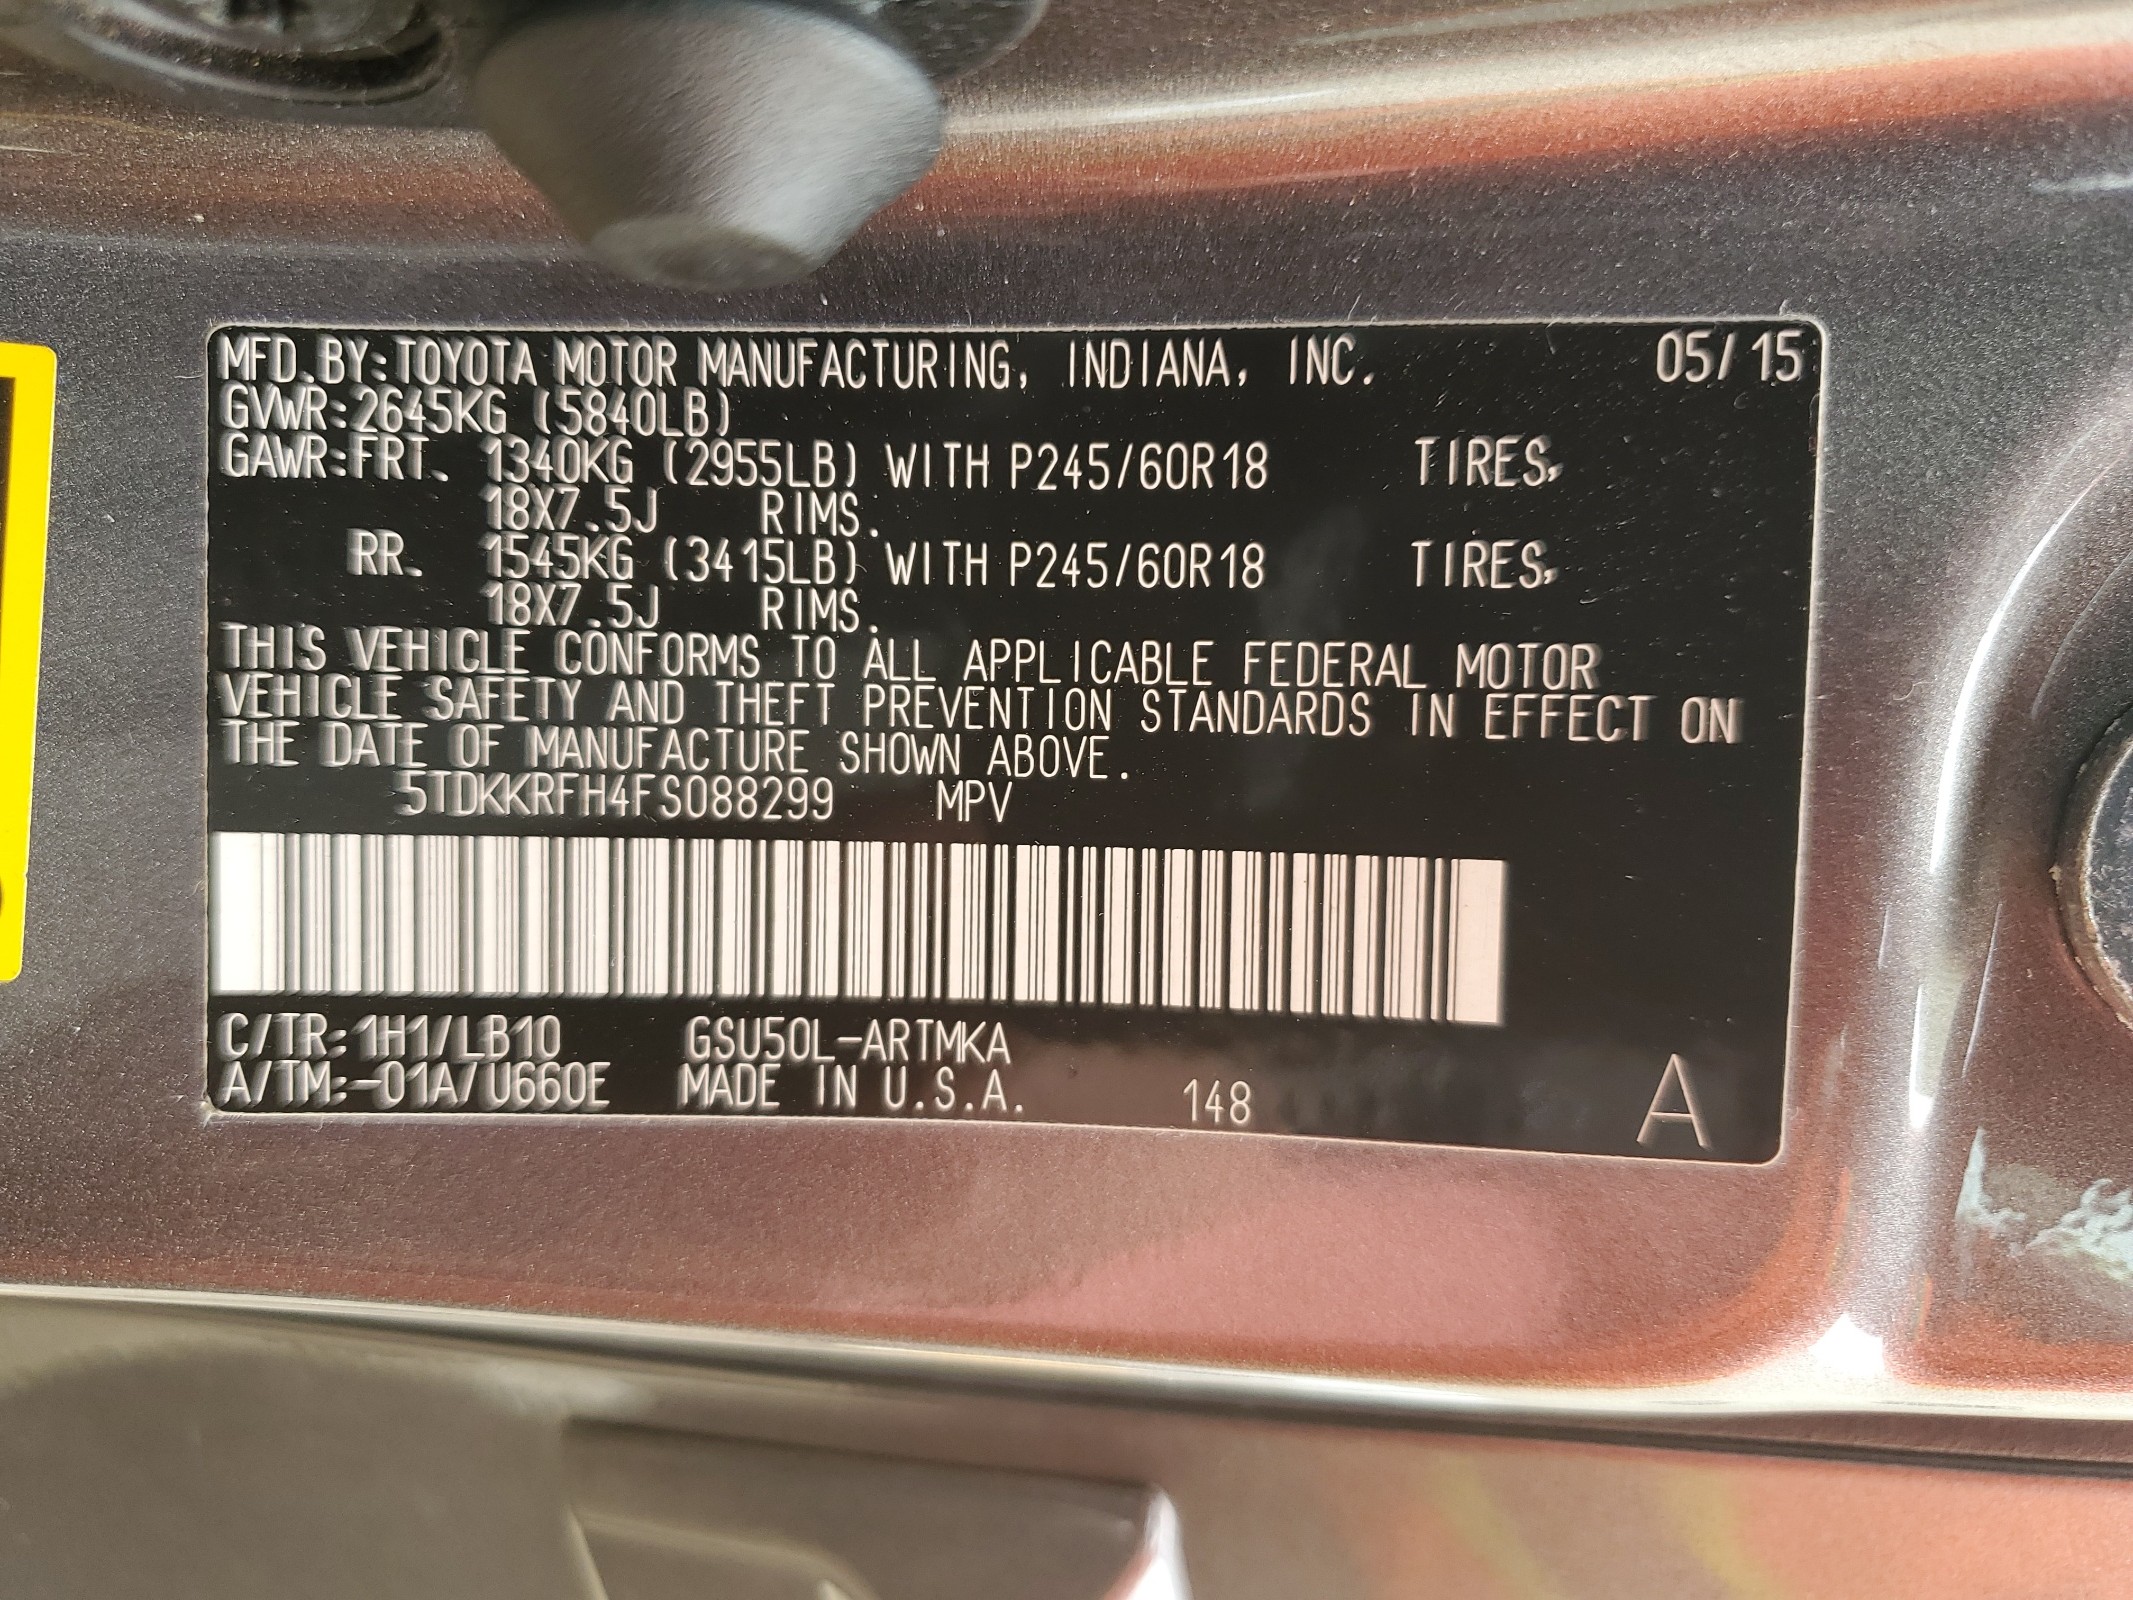 MFD. BY:TOYOTA MOTOR MANUFACTURING, INDIANA, INC. 05/15
GVWR:2645KG (5840LB)
GAWR:FRT. 1340KG (2955LB) WITH P245/60R18 TIRES,
18X7.5J RIMS.
RR. 1545KG (3415LB) WITH P245/60R18 TIRES,
18X7.5J RIMS.
THIS VEHICLE CONFORMS TO ALL APPLICABLE FEDERAL MOTOR
VEHICLE SAFETY AND THEFT PREVENTION STANDARDS IN EFFECT ON
THE DATE OF MANUFACTURE SHOWN ABOVE.
5TDKKRFH4FS088299 MPV
C/TR:1H1/LB10 GSU50L-ARTMKA
A/TM:-01A/U660E MADE IN U.S.A. 148 A